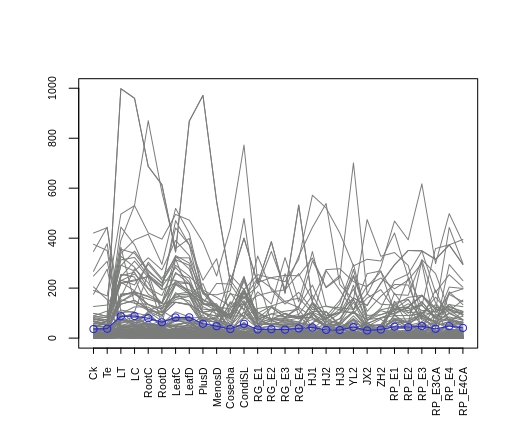 1000
800
600
400
200
0
Ck
Te
LT
LC
RootC
RootD
LeafC
LeafD
PlusD
MenosD
Cosecha
CondiSL
RG_E1
RG_E2
RG_E3
RG_E4
HJ1
HJ2
HJ3
YL2
JX2
ZH2
RP_E1
RP_E2
RP_E3
RP_E3CA
RP_E4
RP_E4CA